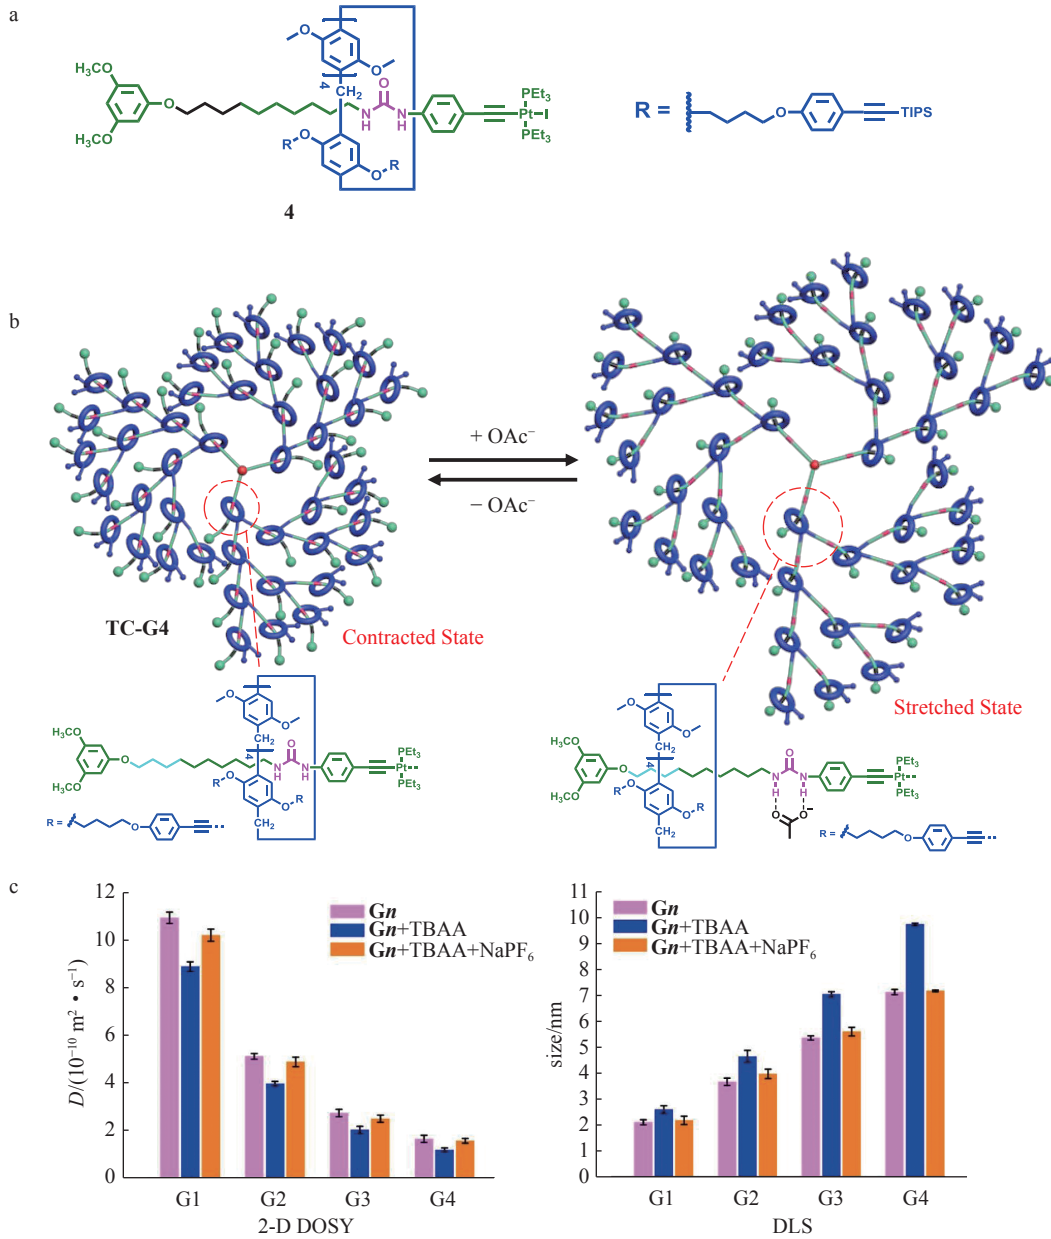 a
4
O
O
H₃CO
O
H₃CO
4
CH₂
O
N
H
N
H
PEt₃
Pt
I
PEt₃
O
R
O
R
4
R =
O
TIPS
b
+ OAc⁻
− OAc⁻
TC-G4
Contracted State
Stretched State
O
O
CH₂
H₃CO
O
H₃CO
4
O
N
H
N
H
PEt₃
Pt
PEt₃
R
O
R
O
CH₂
R =
O
O
O
CH₂
H₃CO
O
H₃CO
4
O
N
H
N
H
PEt₃
Pt
PEt₃
O
R
R
O
CH₂
O
O
−
R =
O
c
12
10
8
6
4
2
0
D/(10⁻¹⁰ m² • s⁻¹)
Gn
Gn+TBAA
Gn+TBAA+NaPF₆
G1 G2 G3 G4
2-D DOSY
11
10
9
8
7
6
5
4
3
2
1
0
size/nm
Gn
Gn+TBAA
Gn+TBAA+NaPF₆
G1 G2 G3 G4
DLS